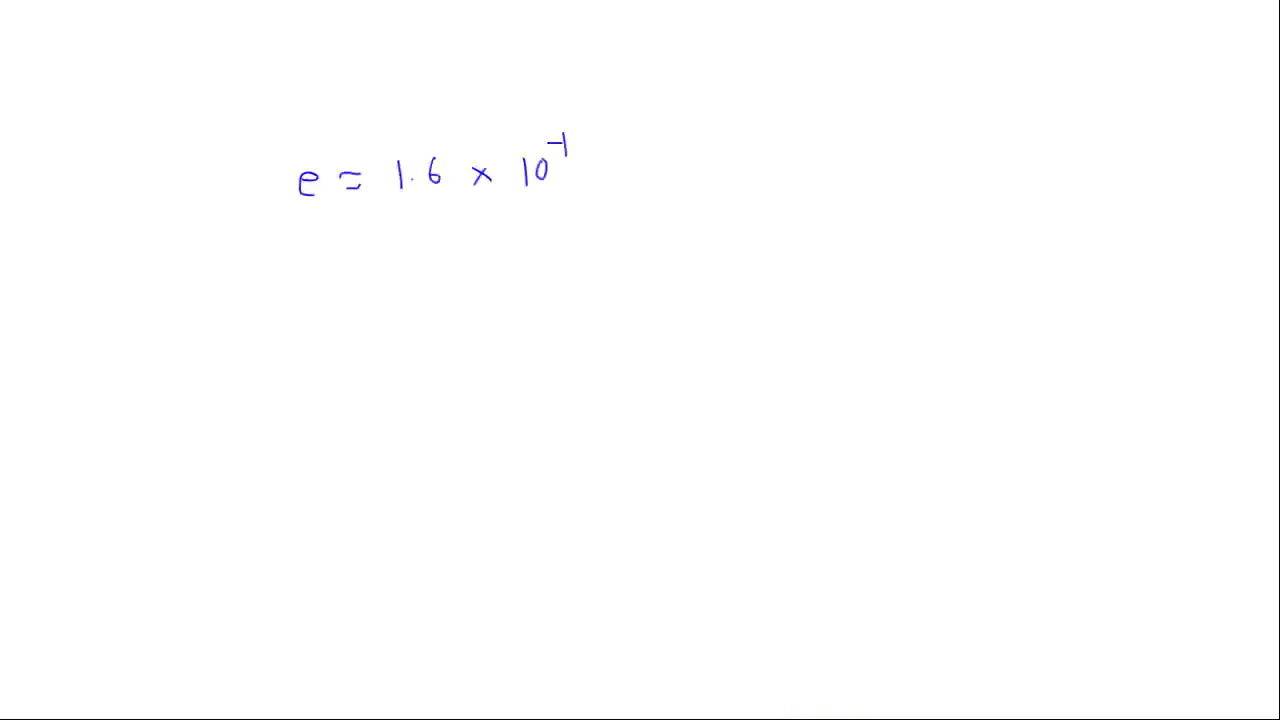 e = 1.6 × 10⁻¹